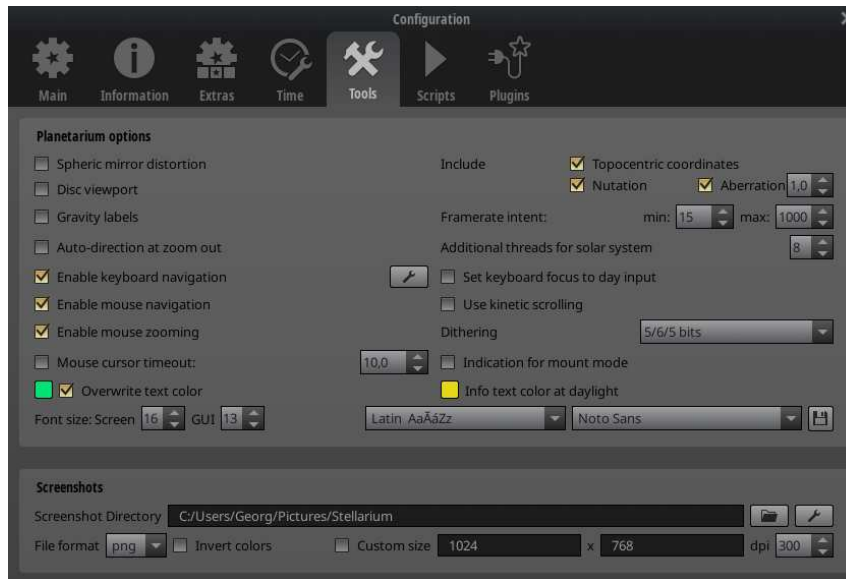 Configuration
Main Information Extras Time Tools Scripts Plugins
Planetarium options
Spheric mirror distortion Include Topocentric coordinates
Disc viewport Nutation Aberration 1,0
Gravity labels Framerate intent: min: 15 max: 1000
Auto-direction at zoom out Additional threads for solar system 8
Enable keyboard navigation Set keyboard focus to day input
Enable mouse navigation Use kinetic scrolling
Enable mouse zooming Dithering 5/6/5 bits
Mouse cursor timeout: 10,0 Indication for mount mode
Overwrite text color Info text color at daylight
Font size: Screen 16 GUI 13 Latin AaÃáZz Noto Sans
Screenshots
Screenshot Directory C:/Users/Georg/Pictures/Stellarium
File format png Invert colors Custom size 1024 x 768 dpi 300